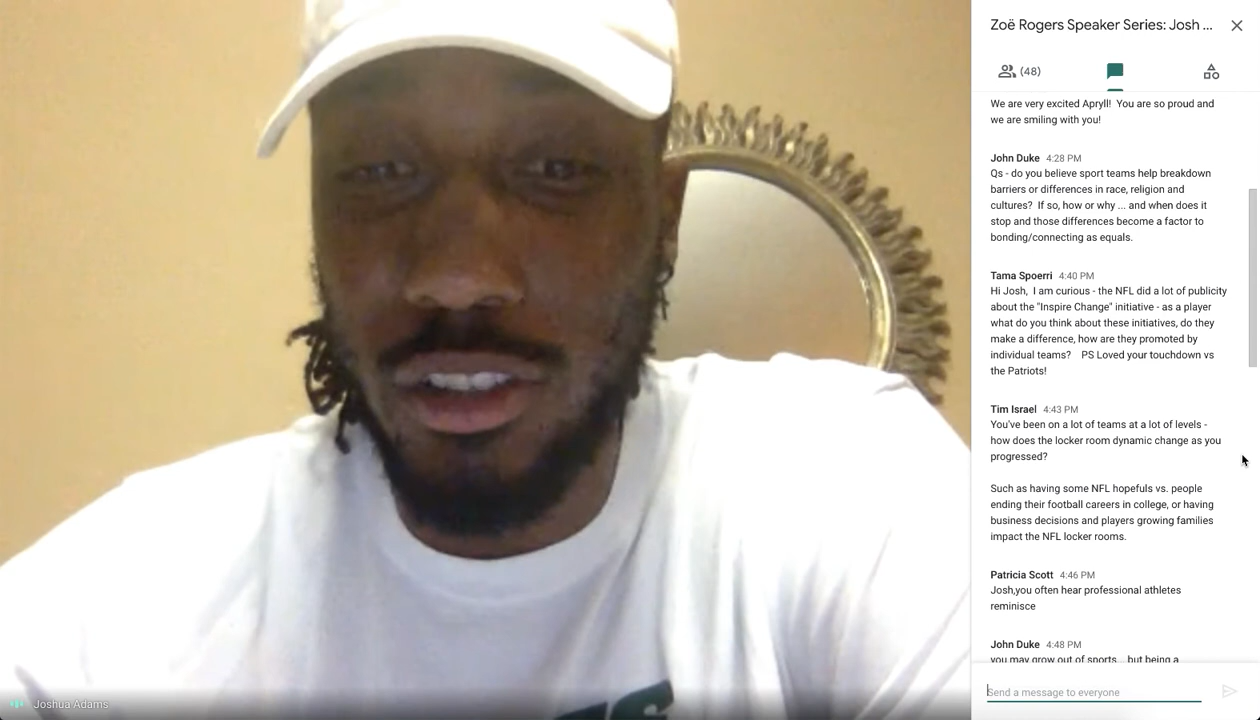 Zoë Rogers Speaker Series: Josh ...
(48)
We are very excited Apryll! You are so proud and
we are smiling with you!
John Duke 4:28 PM
Qs - do you believe sport teams help breakdown
barriers or differences in race, religion and
cultures? If so, how or why ... and when does it
stop and those differences become a factor to
bonding/connecting as equals.
Tama Spoerri 4:40 PM
Hi Josh, I am curious - the NFL did a lot of publicity
about the "Inspire Change" initiative - as a player
what do you think about these initiatives, do they
make a difference, how are they promoted by
individual teams? PS Loved your touchdown vs
the Patriots!
Tim Israel 4:43 PM
You've been on a lot of teams at a lot of levels -
how does the locker room dynamic change as you
progressed?
Such as having some NFL hopefuls vs. people
ending their football careers in college, or having
business decisions and players growing families
impact the NFL locker rooms.
Patricia Scott 4:46 PM
Josh,you often hear professional athletes
reminisce
John Duke 4:48 PM
you may grow out of sports .. but being a
Send a message to everyone
Joshua Adams